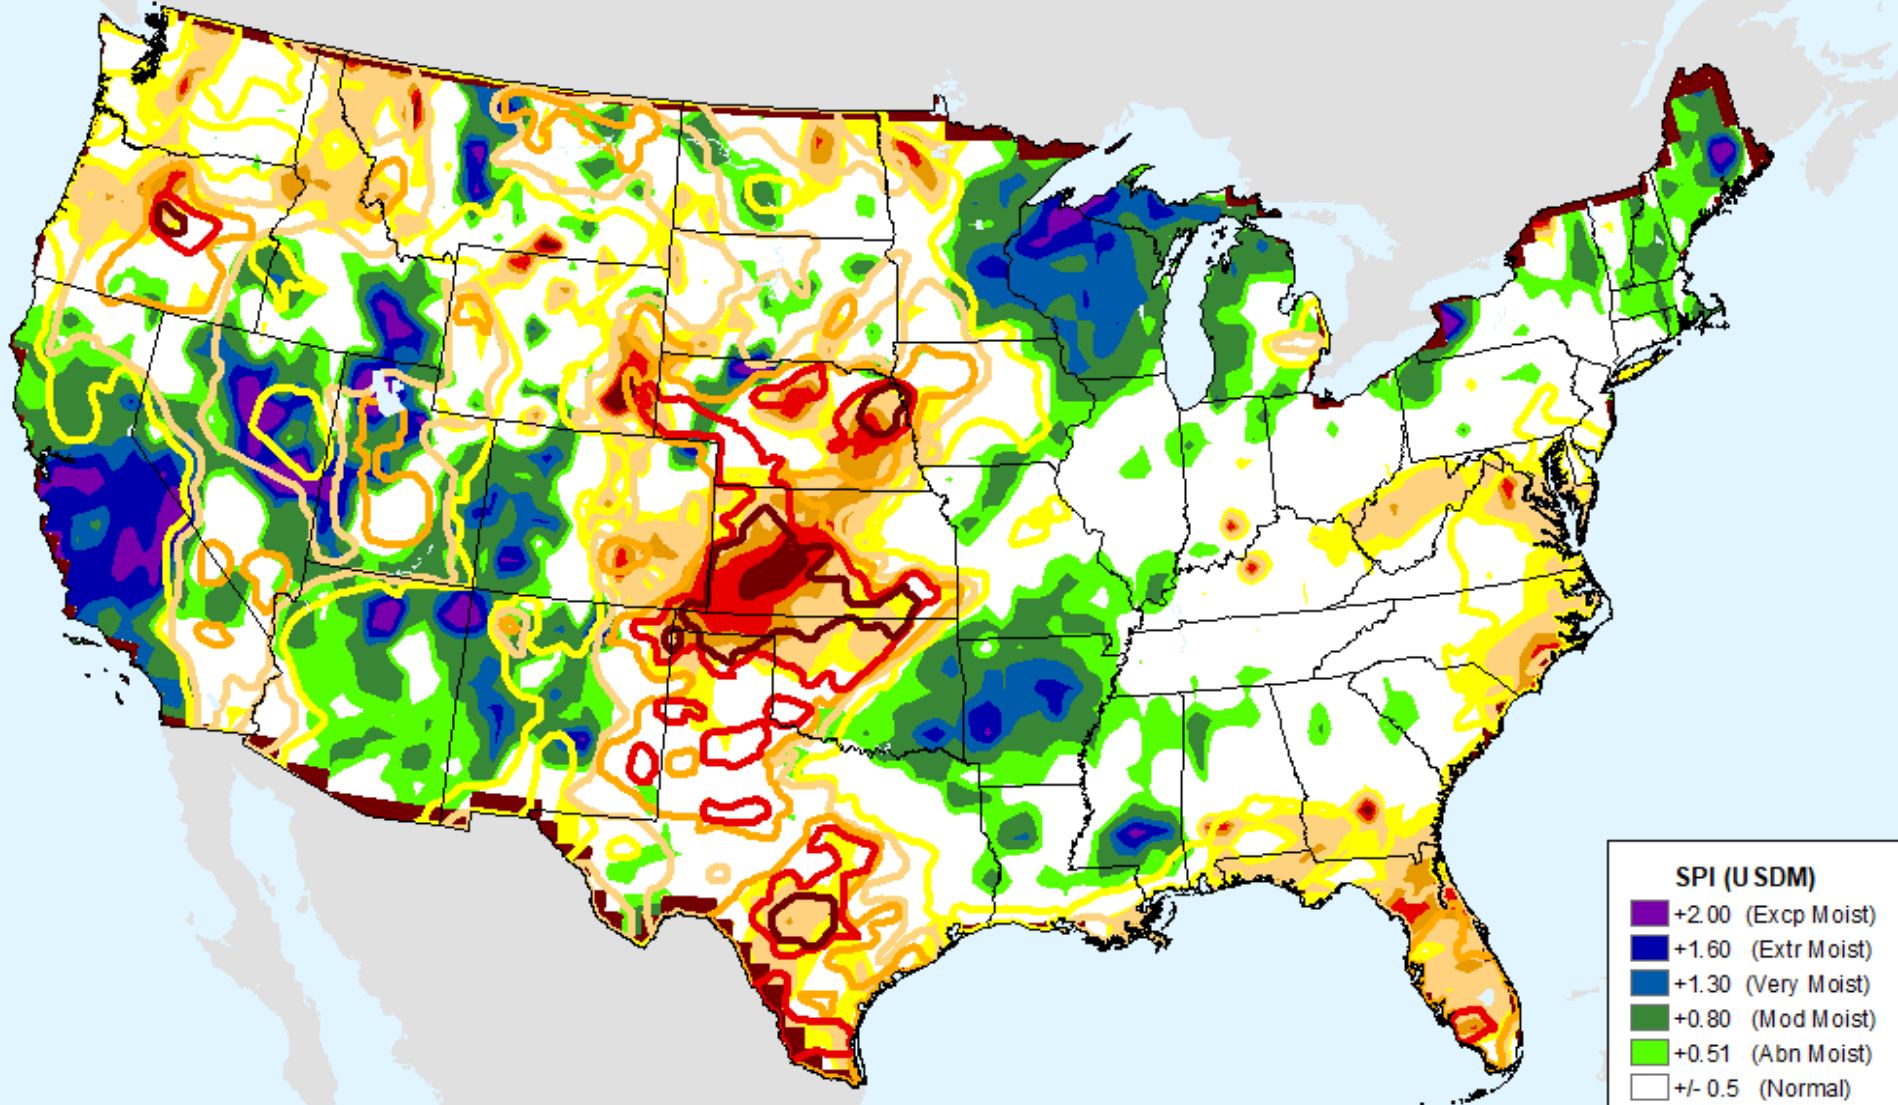 SPI (USDM)
+2.00 (Excp Moist)
+1.60 (Extr Moist)
+1.30 (Very Moist)
+0.80 (Mod Moist)
+0.51 (Abn Moist)
+/- 0.5 (Normal)